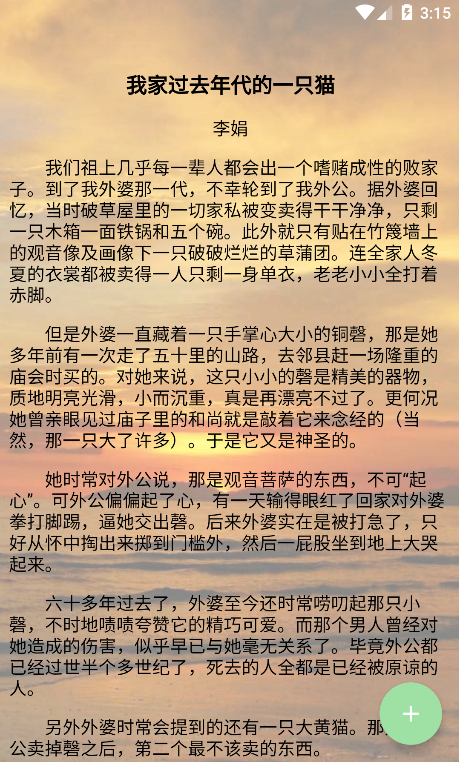 3:15
我家过去年代的一只猫
李娟
我们祖上几乎每一辈人都会出一个嗜赌成性的败家
子。到了我外婆那一代，不幸轮到了我外公。据外婆回
忆，当时破草屋里的一切家私被变卖得干干净净，只剩
一只木箱一面铁锅和五个碗。此外就只有贴在竹篾墙上
的观音像及画像下一只破破烂烂的草蒲团。连全家人冬
夏的衣裳都被卖得一人只剩一身单衣，老老小小全打着
赤脚。
但是外婆一直藏着一只手掌心大小的铜磬，那是她
多年前有一次走了五十里的山路，去邻县赶一场隆重的
庙会时买的。对她来说，这只小小的磬是精美的器物，
质地明亮光滑，小而沉重，真是再漂亮不过了。更何况
她曾亲眼见过庙子里的和尚就是敲着它来念经的（当
然，那一只大了许多）。于是它又是神圣的。
她时常对外公说，那是观音菩萨的东西，不可“起
心”。可外公偏偏起了心，有一天输得眼红了回家对外婆
拳打脚踢，逼她交出磬。后来外婆实在是被打急了，只
好从怀中掏出来掷到门槛外，然后一屁股坐到地上大哭
起来。
六十多年过去了，外婆至今还时常唠叨起那只小
磬，不时地啧啧夸赞它的精巧可爱。而那个男人曾经对
她造成的伤害，似乎早已与她毫无关系了。毕竟外公都
已经过世半个多世纪了，死去的人全都是已经被原谅的
人。
另外外婆时常会提到的还有一只大黄猫。那
公卖掉磬之后，第二个最不该卖的东西。